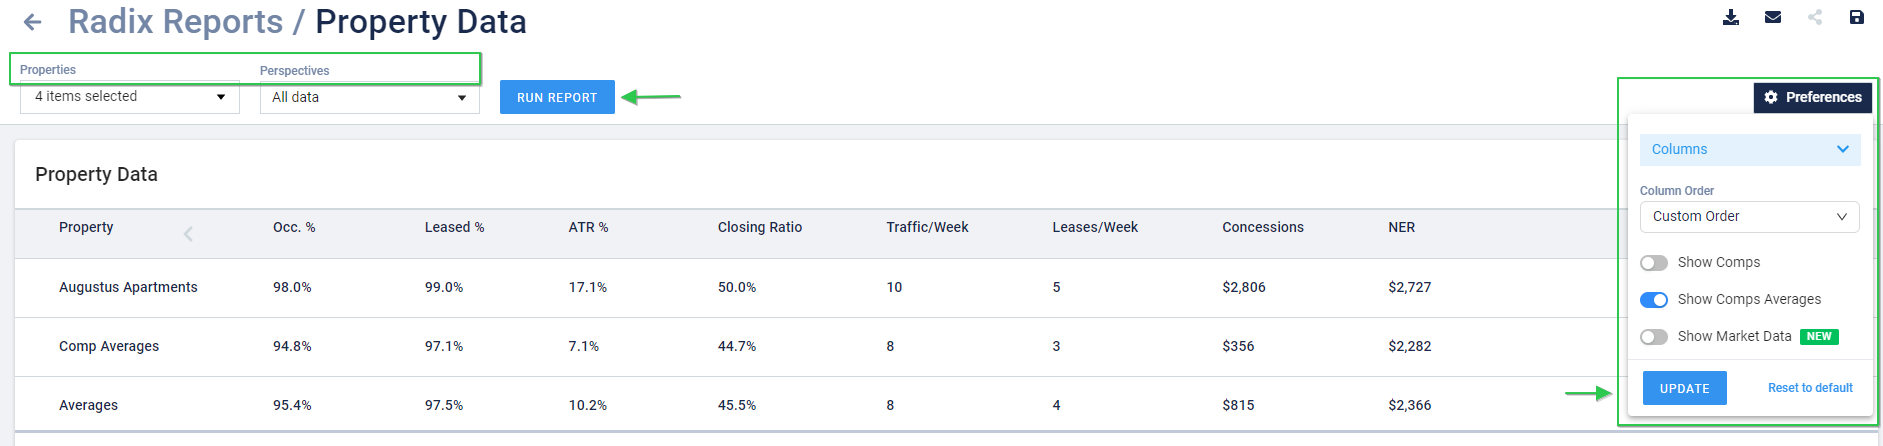 Radix Reports / Property Data
Properties
Perspectives
4 items selected
All data
RUN REPORT
Preferences
Columns
Column Order
Custom Order
Show Comps
Show Comps Averages
Show Market Data NEW
UPDATE
Reset to default
Property Data
Property Occ. % Leased % ATR % Closing Ratio Traffic/Week Leases/Week Concessions NER
Augustus Apartments 98.0% 99.0% 17.1% 50.0% 10 5 $2,806 $2,727
Comp Averages 94.8% 97.1% 7.1% 44.7% 8 3 $356 $2,282
Averages 95.4% 97.5% 10.2% 45.5% 8 4 $815 $2,366